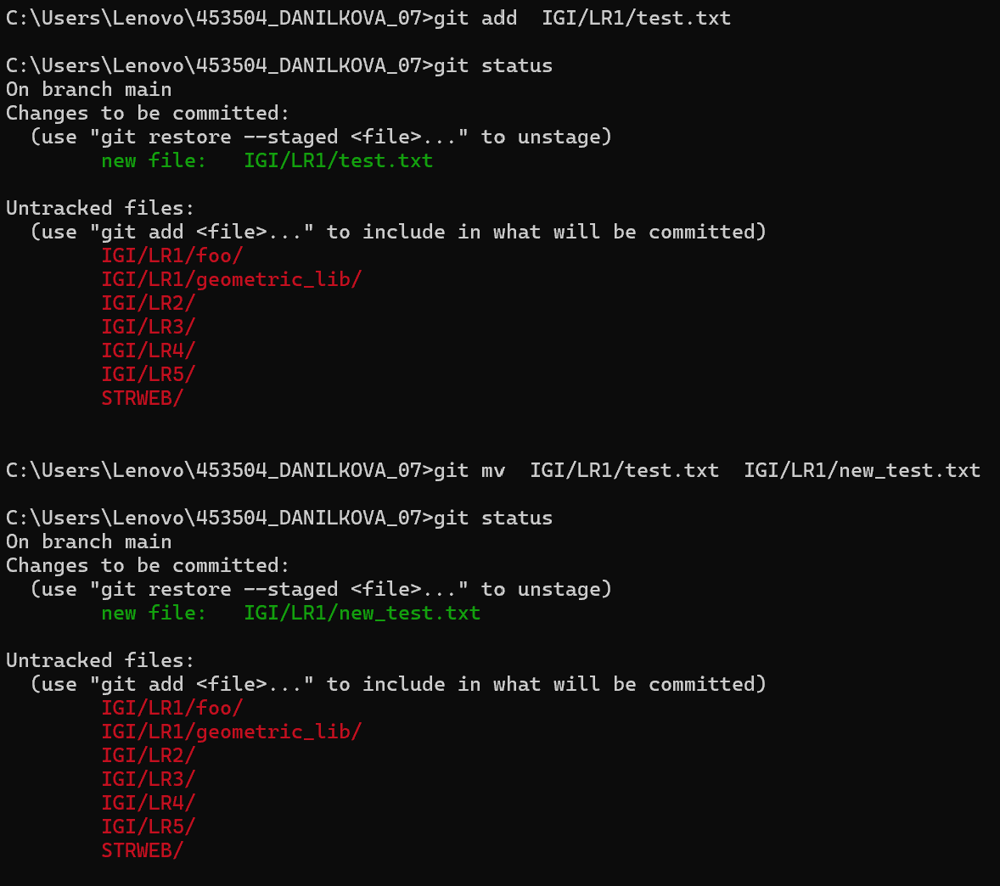 C:\Users\Lenovo\453504_DANILKOVA_07>git add  IGI/LR1/test.txt
C:\Users\Lenovo\453504_DANILKOVA_07>git status
On branch main
Changes to be committed:
  (use "git restore --staged <file>..." to unstage)
        new file:   IGI/LR1/test.txt
Untracked files:
  (use "git add <file>..." to include in what will be committed)
        IGI/LR1/foo/
        IGI/LR1/geometric_lib/
        IGI/LR2/
        IGI/LR3/
        IGI/LR4/
        IGI/LR5/
        STRWEB/
C:\Users\Lenovo\453504_DANILKOVA_07>git mv  IGI/LR1/test.txt  IGI/LR1/new_test.txt
C:\Users\Lenovo\453504_DANILKOVA_07>git status
On branch main
Changes to be committed:
  (use "git restore --staged <file>..." to unstage)
        new file:   IGI/LR1/new_test.txt
Untracked files:
  (use "git add <file>..." to include in what will be committed)
        IGI/LR1/foo/
        IGI/LR1/geometric_lib/
        IGI/LR2/
        IGI/LR3/
        IGI/LR4/
        IGI/LR5/
        STRWEB/